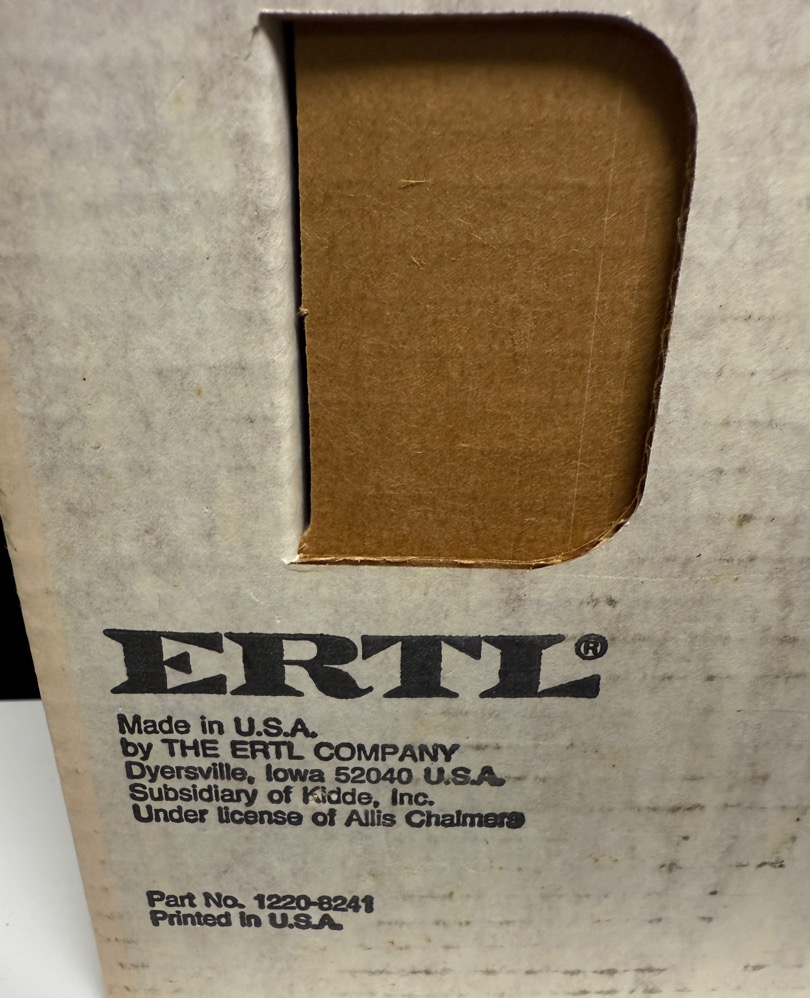 ERTL®
Made in U.S.A.
by THE ERTL COMPANY
Dyersville, Iowa 52040 U.S.A.
Subsidiary of Kidde, Inc.
Under license of Allis Chalmers
Part No. 1220-8241
Printed in U.S.A.